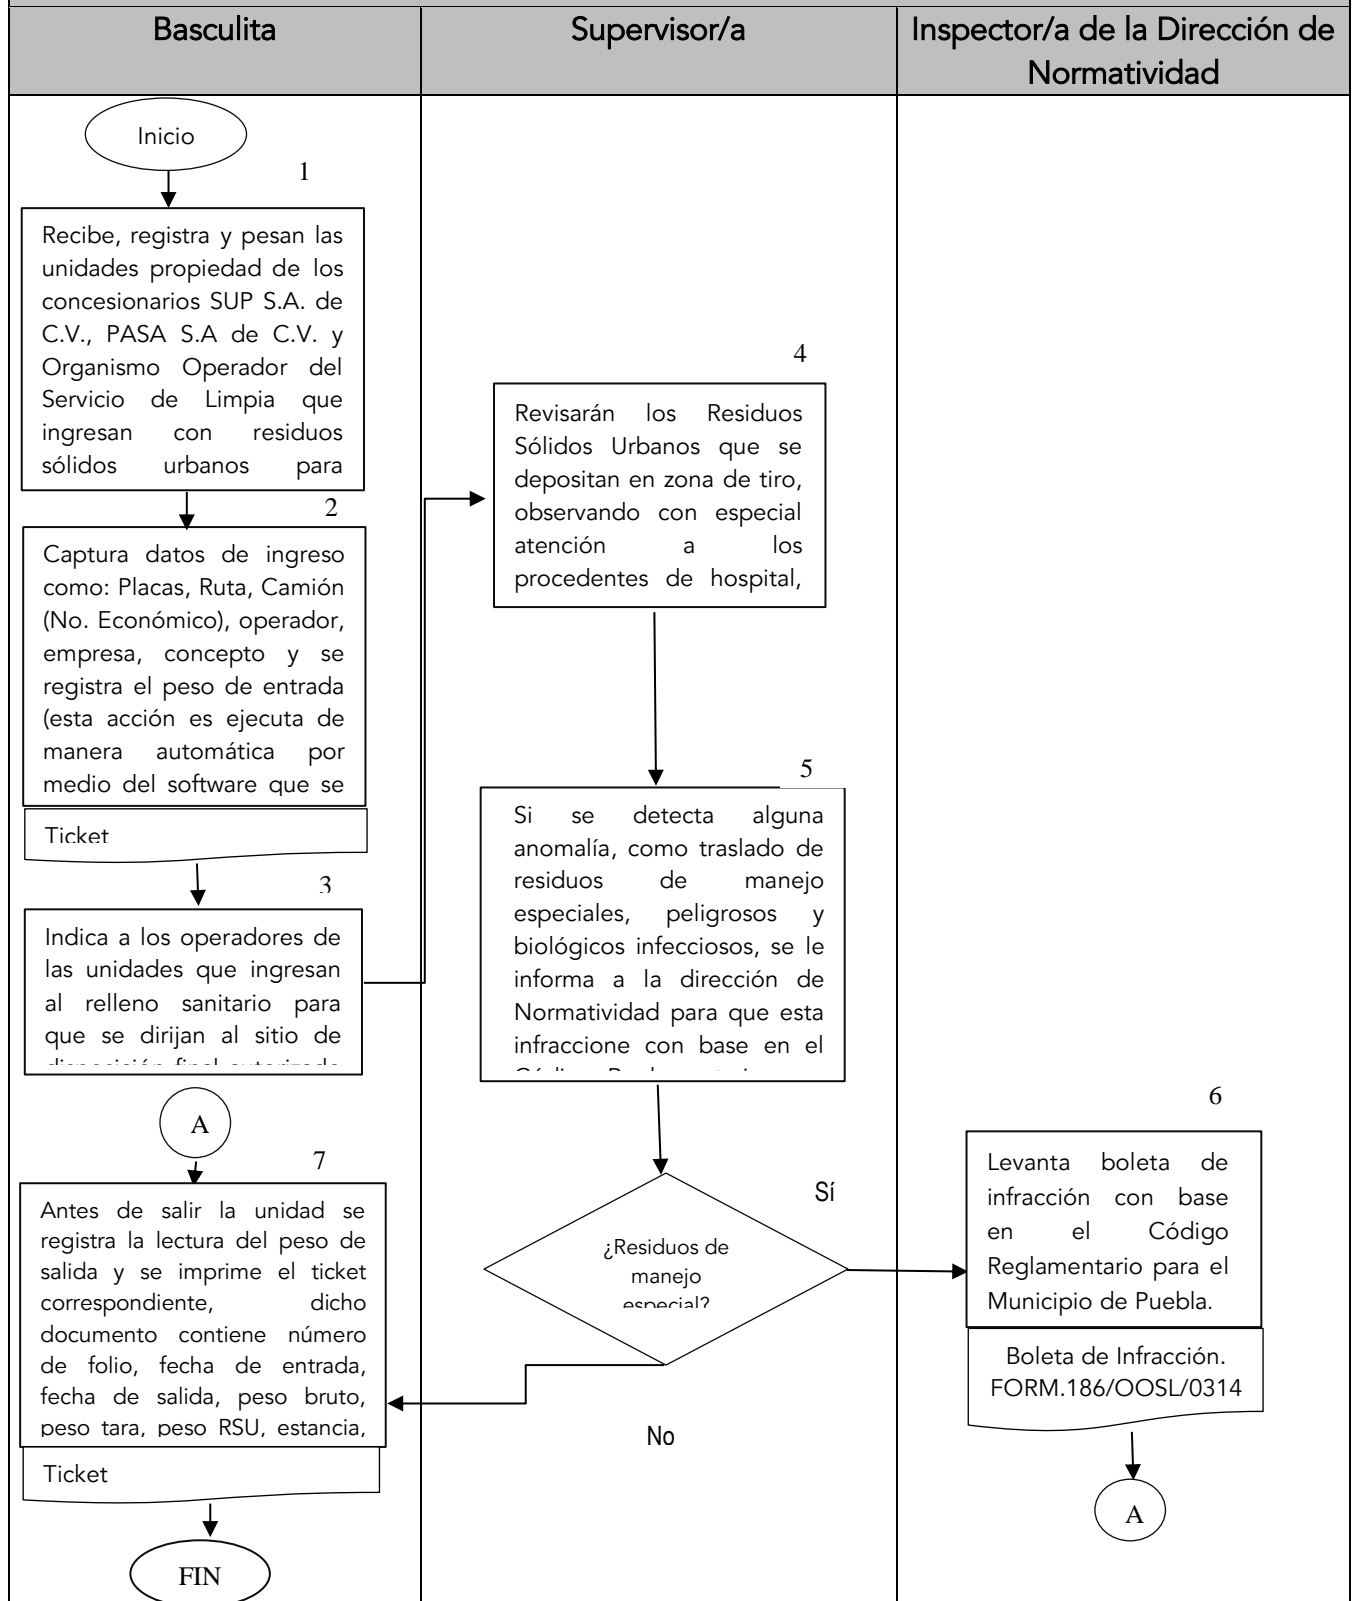 Basculita
Supervisor/a
Inspector/a de la Dirección de
Normatividad
Inicio
1
Recibe, registra y pesan las
unidades propiedad de los
concesionarios SUP S.A. de
C.V., PASA S.A de C.V. y
Organismo Operador del
Servicio de Limpia que
ingresan con residuos
sólidos urbanos para
2
Captura datos de ingreso
como: Placas, Ruta, Camión
(No. Económico), operador,
empresa, concepto y se
registra el peso de entrada
(esta acción es ejecuta de
manera automática por
medio del software que se
Ticket
3
Indica a los operadores de
las unidades que ingresan
al relleno sanitario para
que se dirijan al sitio de
disposición final autorizado
A
7
Antes de salir la unidad se
registra la lectura del peso de
salida y se imprime el ticket
correspondiente, dicho
documento contiene número
de folio, fecha de entrada,
fecha de salida, peso bruto,
peso tara, peso RSU, estancia,
Ticket
FIN
4
Revisarán los Residuos
Sólidos Urbanos que se
depositan en zona de tiro,
observando con especial
atención a los
procedentes de hospital,
5
Si se detecta alguna
anomalía, como traslado de
residuos de manejo
especiales, peligrosos y
biológicos infecciosos, se le
informa a la dirección de
Normatividad para que esta
infraccione con base en el
¿Residuos de
manejo
especial?
Sí
No
6
Levanta boleta de
infracción con base
en el Código
Reglamentario para el
Municipio de Puebla.
Boleta de Infracción.
FORM.186/OOSL/0314
A